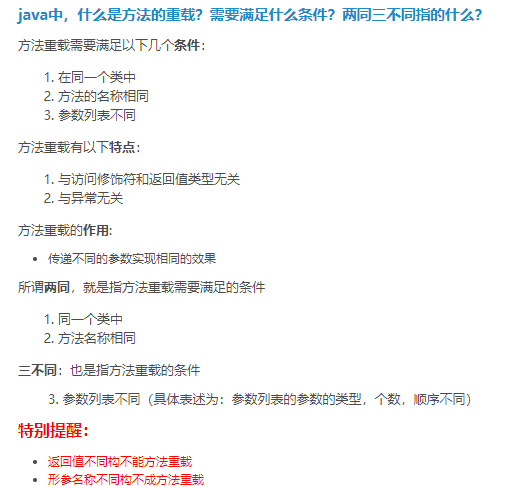 java中，什么是方法的重载？需要满足什么条件？两同三不同指的什么？
方法重载需要满足以下几个条件：
1. 在同一个类中
2. 方法的名称相同
3. 参数列表不同
方法重载有以下特点：
1. 与访问修饰符和返回值类型无关
2. 与异常无关
方法重载的作用:
• 传递不同的参数实现相同的效果
所谓两同，就是指方法重载需要满足的条件
1. 同一个类中
2. 方法名称相同
三不同：也是指方法重载的条件
3. 参数列表不同（具体表述为：参数列表的参数的类型，个数，顺序不同）
特别提醒：
• 返回值不同构不能方法重载
• 形参名称不同构不成方法重载